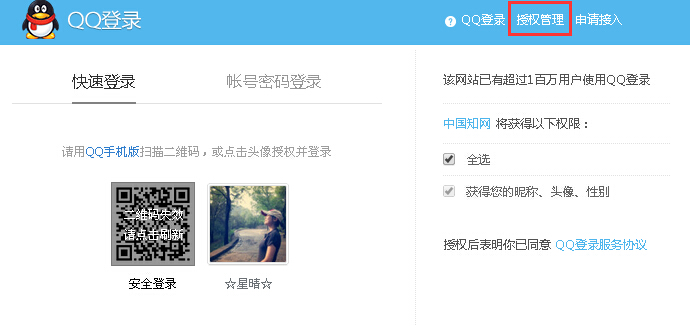 QQ登录
QQ登录 授权管理 申请接入
快速登录 帐号密码登录
请用QQ手机版扫描二维码，或点击头像授权并登录
二维码失效
请点击刷新
安全登录 ☆星晴☆
该网站已有超过1百万用户使用QQ登录
中国知网 将获得以下权限：
全选
获得您的昵称、头像、性别
授权后表明你已同意 QQ登录服务协议